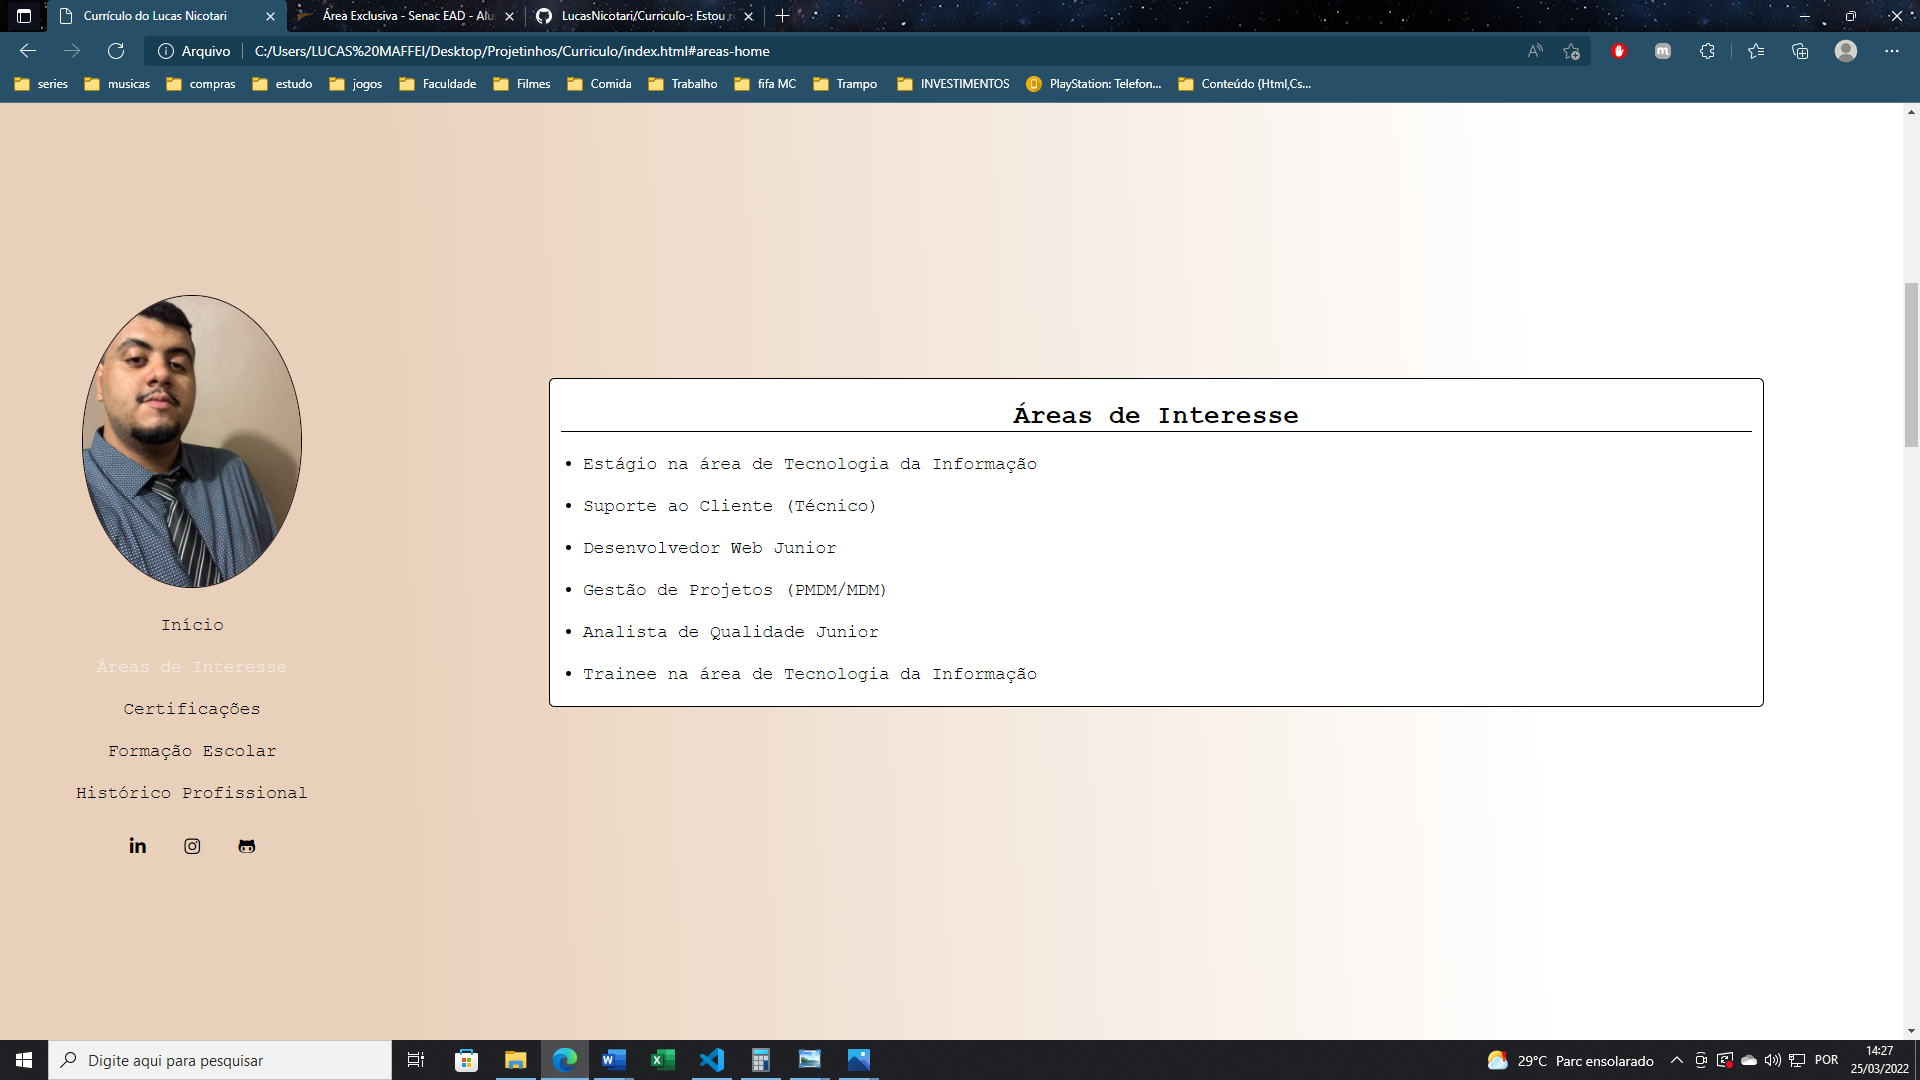 Currículo do Lucas Nicotari
Área Exclusiva - Senac EAD - Alu
LucasNicotari/Curriculo-: Estou r
Arquivo
C:/Users/LUCAS%20MAFFEI/Desktop/Projetinhos/Curriculo/index.html#areas-home
series
musicas
compras
estudo
jogos
Faculdade
Filmes
Comida
Trabalho
fifa MC
Trampo
INVESTIMENTOS
PlayStation: Telefon...
Conteúdo (Html,Cs...
Início
Áreas de Interesse
Certificações
Formação Escolar
Histórico Profissional
Áreas de Interesse
• Estágio na área de Tecnologia da Informação
• Suporte ao Cliente (Técnico)
• Desenvolvedor Web Junior
• Gestão de Projetos (PMDM/MDM)
• Analista de Qualidade Junior
• Trainee na área de Tecnologia da Informação
Digite aqui para pesquisar
29°C Parc ensolarado
POR
14:27
25/03/2022